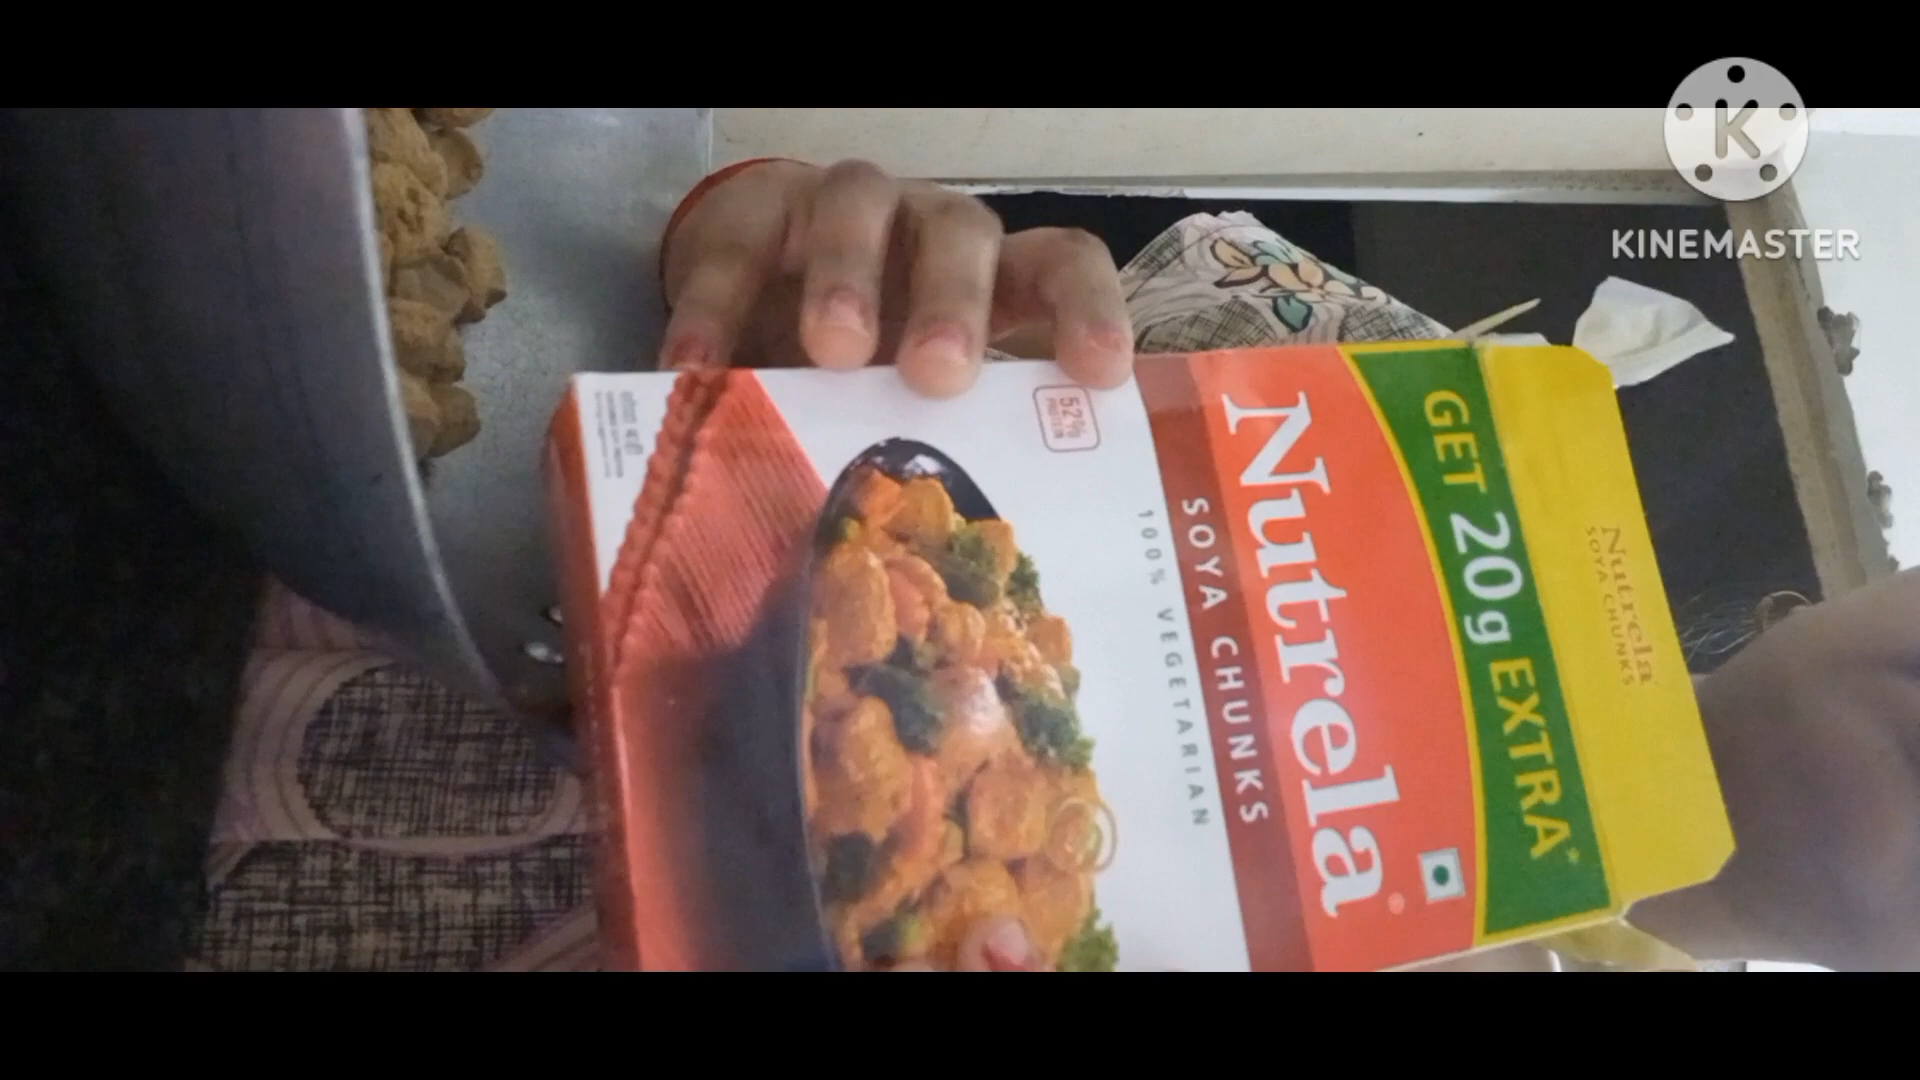 KINEMASTER
Nutrela
SOYA CHUNKS
GET 20g EXTRA*
Nutrela
SOYA CHUNKS
100% VEGETARIAN
52%
PROTEIN